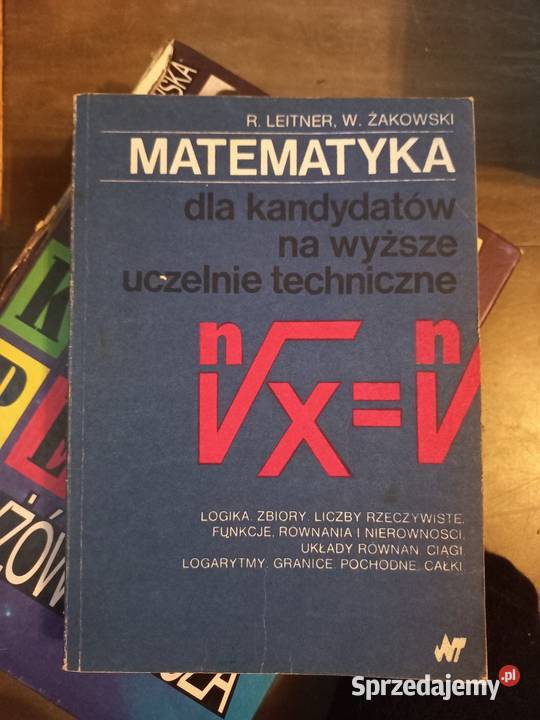 R. LEITNER, W. ŻAKOWSKI
MATEMATYKA
dla kandydatów
na wyższe
uczelnie techniczne
n√x = n√
LOGIKA, ZBIORY, LICZBY RZECZYWISTE,
FUNKCJE, RÓWNANIA I NIERÓWNOŚCI,
UKŁADY RÓWNAŃ, CIĄGI,
LOGARYTMY, GRANICE, POCHODNE, CAŁKI
WNT
K
E
Sprzedajemy.pl